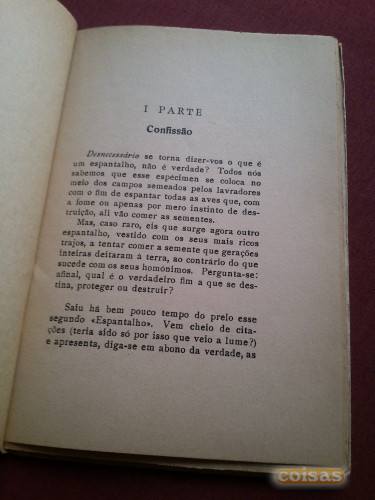 I PARTE
Confissão
Desnecessário se torna dizer-vos o que é
um espantalho, não é verdade? Todos nós
sabemos que esse espécimen se coloca no
meio dos campos semeados pelos lavradores
com o fim de espantar todas as aves que, com
a fome ou apenas por mero instinto de des-
truição, ali vão comer as sementes.
Mas, caso raro, eis que surge agora outro
espantalho, vestido com os seus mais ricos
trajos, a tentar comer a semente que gerações
inteiras deitaram à terra, ao contrário do que
sucede com os seus homónimos. Pergunta-se:
afinal, qual é o verdadeiro fim a que se des-
tina, proteger ou destruir?
Saíu há bem pouco tempo do prelo esse
segundo «Espantalho». Vem cheio de cita-
ções (teria sido só por isso que veio a lume?)
e apresenta, diga-se em abono da verdade, as
coisas